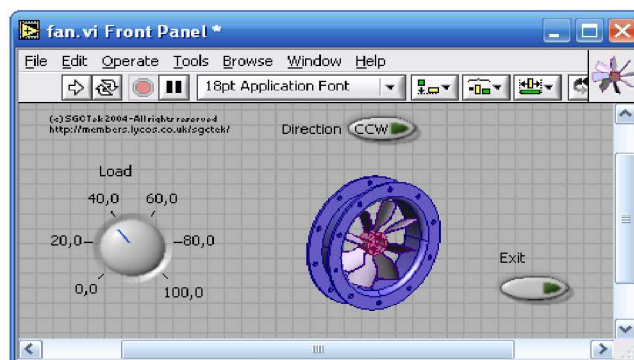 fan.vi Front Panel *
File Edit Operate Tools Browse Window Help
18pt Application Font
(c) SGCTek 2004-All rights reserved
http://members.lycos.co.uk/sgctek/
Direction CCW
Load
40,0 60,0
20,0 80,0
0,0 100,0
Exit